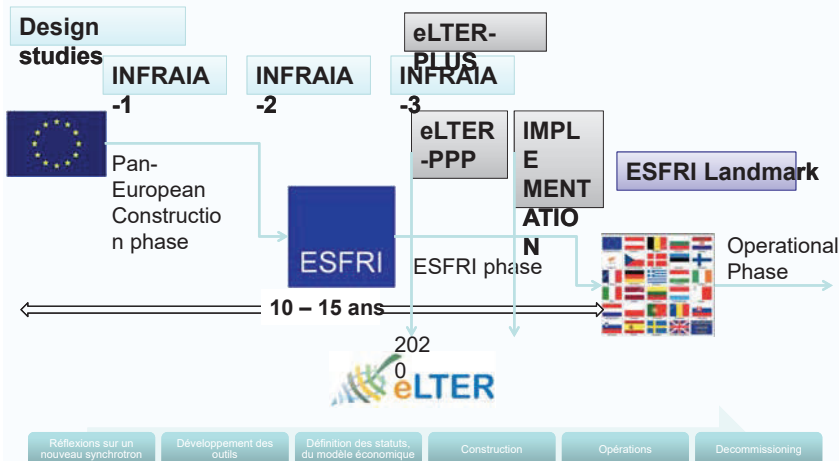 Design
studies
eLTER-
PLUS
INFRAIA
-1
INFRAIA
-2
INFRAIA
-3
eLTER
-PPP
IMPL
E
MENT
ATIO
N
ESFRI Landmark
Pan-
European
Constructio
n phase
ESFRI
ESFRI phase
Operational
Phase
10 – 15 ans
202
0
eLTER
Réflexions sur un
nouveau synchrotron
Développement des
outils
Définition des statuts,
du modèle économique
Construction
Opérations
Decommissioning